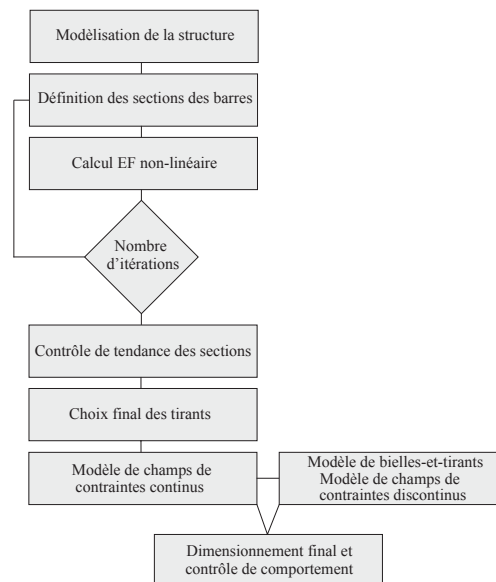 Modèlisation de la structure
Définition des sections des barres
Calcul EF non-linéaire
Nombre
d'itérations
Contrôle de tendance des sections
Choix final des tirants
Modèle de champs de
contraintes continus
Modèle de bielles-et-tirants
Modèle de champs de
contraintes discontinus
Dimensionnement final et
contrôle de comportement